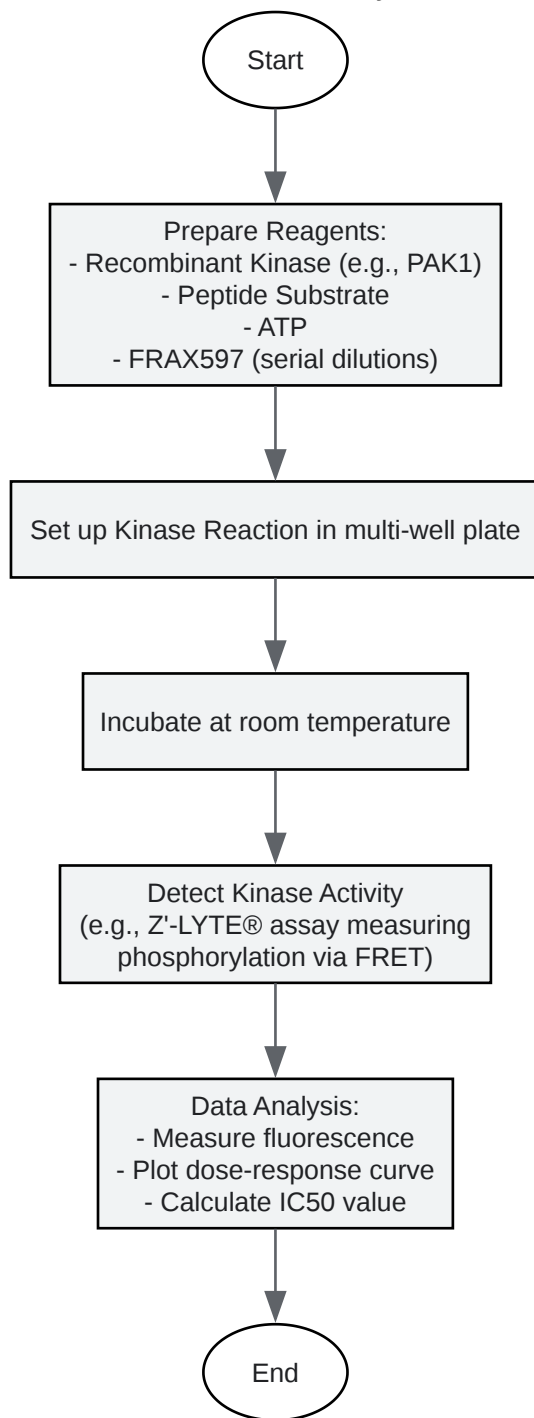 Start
Prepare Reagents:
- Recombinant Kinase (e.g., PAK1)
- Peptide Substrate
- ATP
- FRAX597 (serial dilutions)
Set up Kinase Reaction in multi-well plate
Incubate at room temperature
Detect Kinase Activity
(e.g., Z'-LYTE® assay measuring
phosphorylation via FRET)
Data Analysis:
- Measure fluorescence
- Plot dose-response curve
- Calculate IC50 value
End